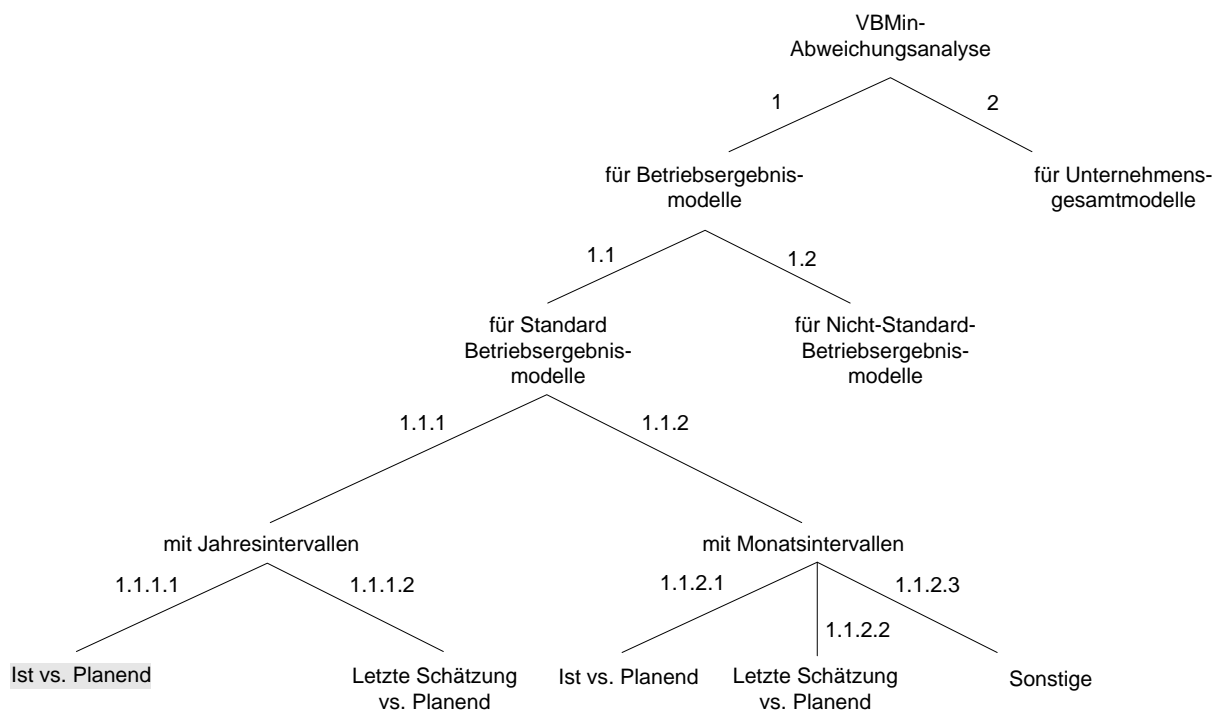 VBMin-
Abweichungsanalyse
1
2
für Betriebsergebnis-
modelle
für Unternehmens-
gesamtmodelle
1.1
1.2
für Standard
Betriebsergebnis-
modelle
für Nicht-Standard-
Betriebsergebnis-
modelle
1.1.1
1.1.2
mit Jahresintervallen
mit Monatsintervallen
1.1.1.1
1.1.1.2
1.1.2.1
1.1.2.2
1.1.2.3
Ist vs. Planend
Letzte Schätzung
vs. Planend
Ist vs. Planend
Letzte Schätzung
vs. Planend
Sonstige